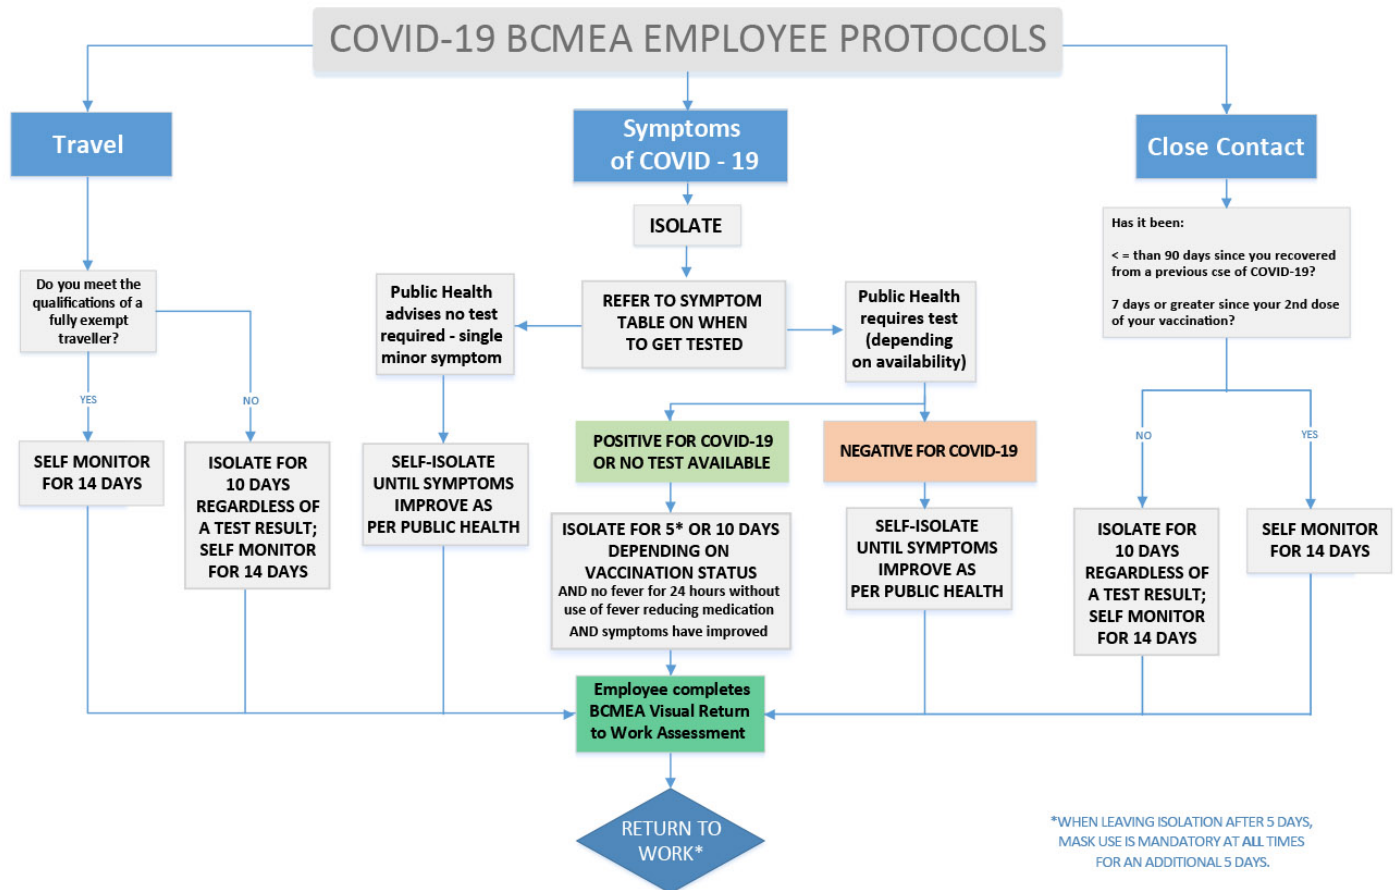 COVID-19 BCMEA EMPLOYEE PROTOCOLS
Travel
Do you meet the
qualifications of a
fully exempt
traveller?
YES
NO
SELF MONITOR
FOR 14 DAYS
ISOLATE FOR
10 DAYS
REGARDLESS OF
A TEST RESULT;
SELF MONITOR
FOR 14 DAYS
Symptoms
of COVID - 19
ISOLATE
REFER TO SYMPTOM
TABLE ON WHEN
TO GET TESTED
Public Health
advises no test
required - single
minor symptom
SELF-ISOLATE
UNTIL SYMPTOMS
IMPROVE AS
PER PUBLIC HEALTH
Public Health
requires test
(depending
on availability)
POSITIVE FOR COVID-19
OR NO TEST AVAILABLE
ISOLATE FOR 5* OR 10 DAYS
DEPENDING ON
VACCINATION STATUS
AND no fever for 24 hours without
use of fever reducing medication
AND symptoms have improved
NEGATIVE FOR COVID-19
SELF-ISOLATE
UNTIL SYMPTOMS
IMPROVE AS
PER PUBLIC HEALTH
Close Contact
Has it been:
< = than 90 days since you recovered
from a previous cse of COVID-19?
7 days or greater since your 2nd dose
of your vaccination?
NO
YES
ISOLATE FOR
10 DAYS
REGARDLESS OF
A TEST RESULT;
SELF MONITOR
FOR 14 DAYS
SELF MONITOR
FOR 14 DAYS
Employee completes
BCMEA Visual Return
to Work Assessment
RETURN TO
WORK*
*WHEN LEAVING ISOLATION AFTER 5 DAYS,
MASK USE IS MANDATORY AT ALL TIMES
FOR AN ADDITIONAL 5 DAYS.